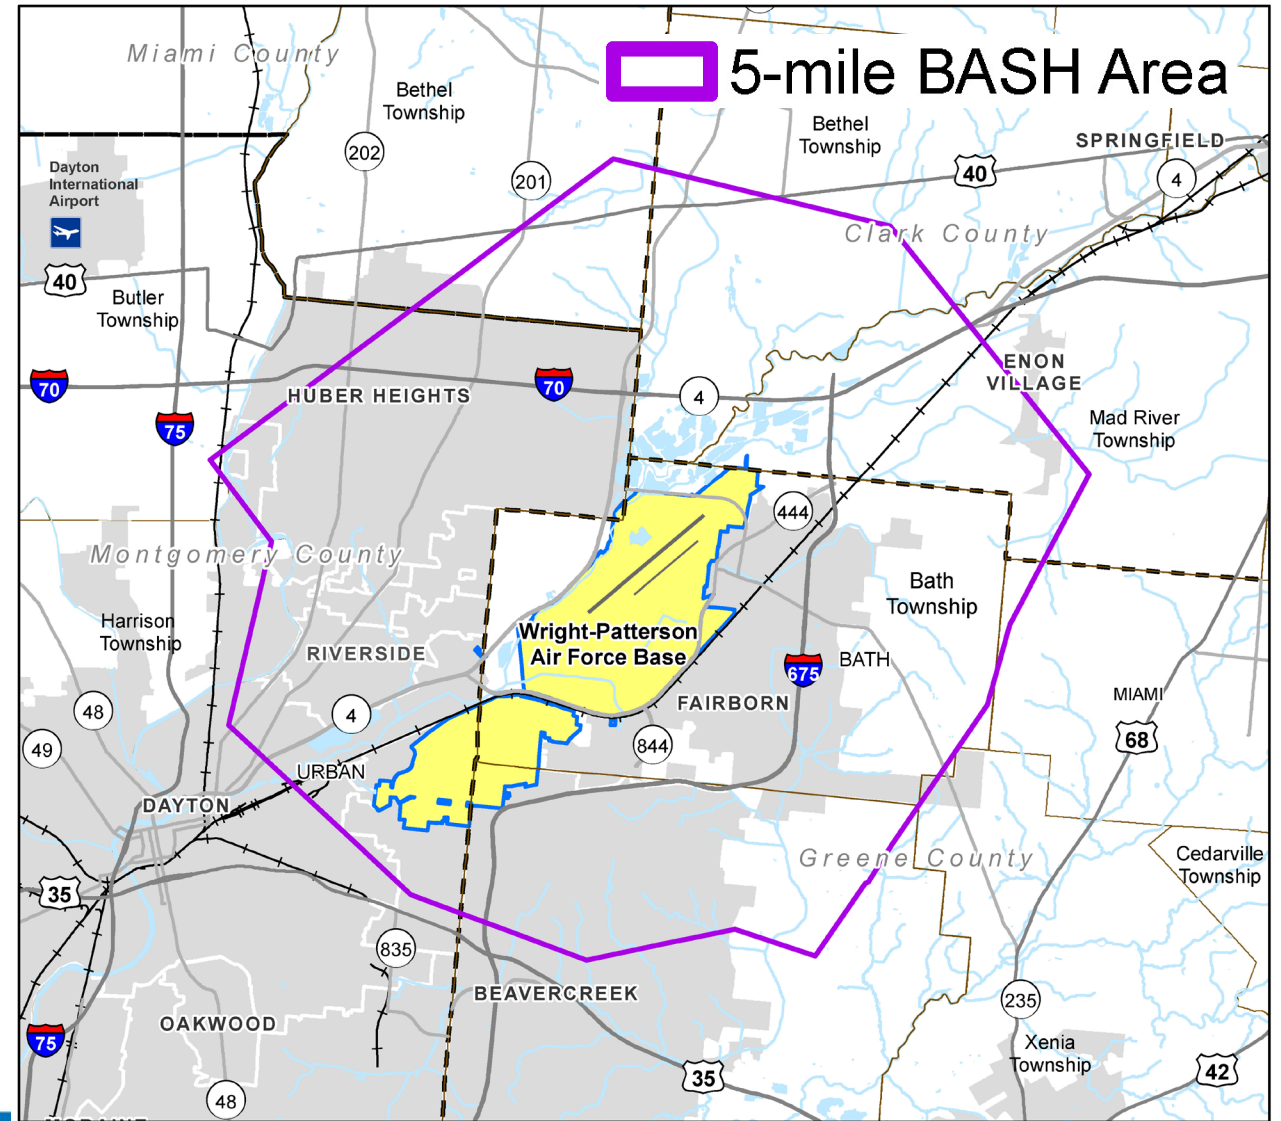 Miami County
5-mile BASH Area
Bethel
Township
202
201
Bethel
Township
SPRINGFIELD
40
4
Dayton
International
Airport
40
Clark County
Butler
Township
70
HUBER HEIGHTS
70
4
ENON
VILLAGE
75
Mad River
Township
444
Montgomery County
Bath
Township
Harrison
Township
RIVERSIDE
Wright-Patterson
Air Force Base
675
BATH
48
4
FAIRBORN
MIAMI
68
49
844
URBAN
DAYTON
Greene County
Cedarville
Township
35
835
BEAVERCREEK
235
OAKWOOD
75
Xenia
Township
35
42
48